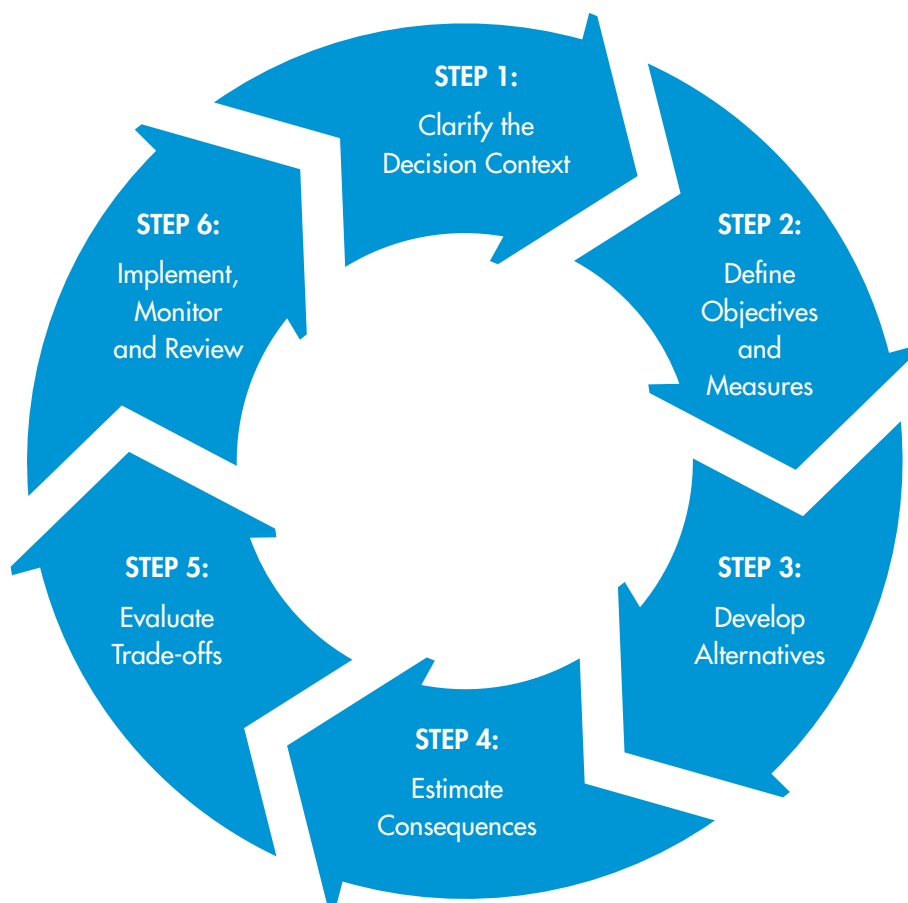 STEP 1:
Clarify the
Decision Context
STEP 2:
Define
Objectives
and
Measures
STEP 3:
Develop
Alternatives
STEP 4:
Estimate
Consequences
STEP 5:
Evaluate
Trade-offs
STEP 6:
Implement,
Monitor
and Review